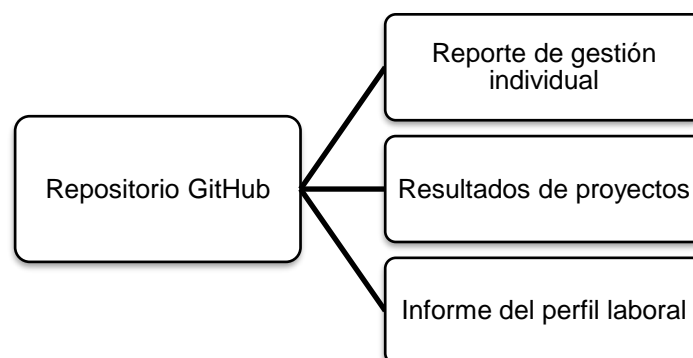 Reporte de gestión
individual
Repositorio GitHub
Resultados de proyectos
Informe del perfil laboral